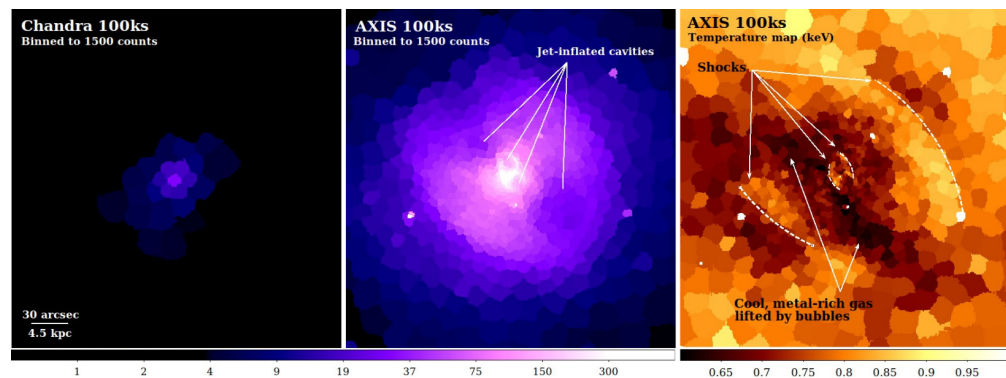 Chandra 100ks
Binned to 1500 counts
30 arcsec
4.5 kpc
AXIS 100ks
Binned to 1500 counts
Jet-inflated cavities
AXIS 100ks
Temperature map (keV)
Shocks
Cool, metal-rich gas
lifted by bubbles
1 2 4 9 19 37 75 150 300
0.65 0.7 0.75 0.8 0.85 0.9 0.95